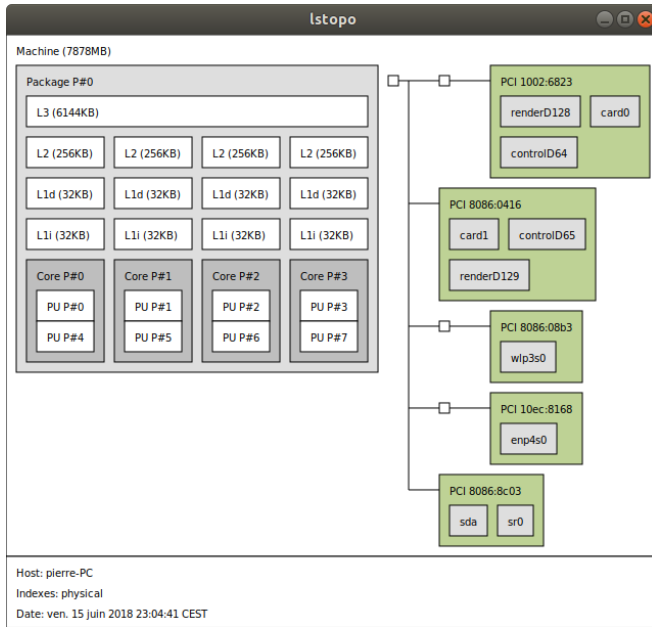 lstopo
Machine (7878MB)
Package P#0
L3 (6144KB)
L2 (256KB) L2 (256KB) L2 (256KB) L2 (256KB)
L1d (32KB) L1d (32KB) L1d (32KB) L1d (32KB)
L1i (32KB) L1i (32KB) L1i (32KB) L1i (32KB)
Core P#0 Core P#1 Core P#2 Core P#3
PU P#0 PU P#1 PU P#2 PU P#3
PU P#4 PU P#5 PU P#6 PU P#7
PCI 1002:6823
renderD128 card0
controlD64
PCI 8086:0416
card1 controlD65
renderD129
PCI 8086:08b3
wlp3s0
PCI 10ec:8168
enp4s0
PCI 8086:8c03
sda sr0
Host: pierre-PC
Indexes: physical
Date: ven. 15 juin 2018 23:04:41 CEST